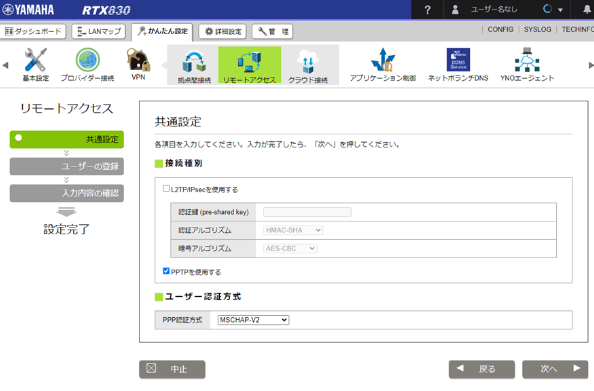 YAMAHA RTX830 ? ユーザー名なし
ダッシュボード LANマップ かんたん設定 詳細設定 管 理 CONFIG SYSLOG TECHINFO
基本設定 プロバイダー接続 VPN 拠点間接続 リモートアクセス クラウド接続 アプリケーション制御 DDNS Service ネットボランチDNS YNOエージェント
リモートアクセス
共通設定
ユーザーの登録
入力内容の確認
設定完了
共通設定
各項目を入力してください。入力が完了したら、「次へ」を押してください。
接続種別
L2TP/IPsecを使用する
認証鍵 (pre-shared key)
認証アルゴリズム HMAC-SHA
暗号アルゴリズム AES-CBC
PPTPを使用する
ユーザー認証方式
PPP認証方式 MSCHAP-V2
中止 戻る 次へ